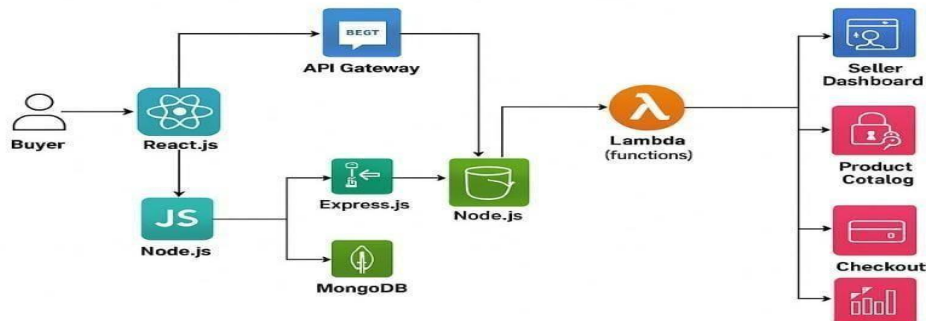 BEGT
API Gateway
Buyer
React.js
JS
Node.js
Express.js
MongoDB
Node.js
λ
Lambda
(functions)
Seller
Dashboard
Product
Cotalog
Checkout